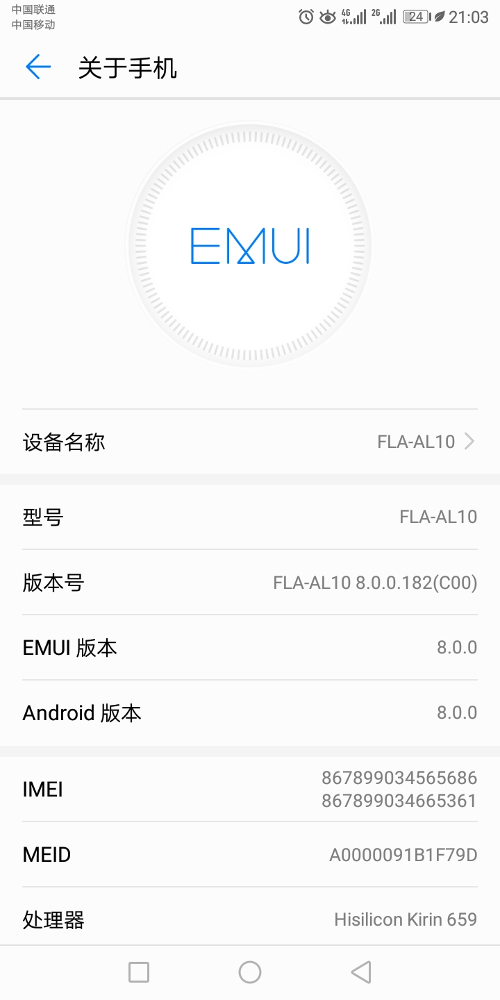 中国联通
中国移动
4G
2G
24
21:03
关于手机
EMUI
设备名称
FLA-AL10
型号
FLA-AL10
版本号
FLA-AL10 8.0.0.182(C00)
EMUI 版本
8.0.0
Android 版本
8.0.0
IMEI
867899034565686
867899034665361
MEID
A0000091B1F79D
处理器
Hisilicon Kirin 659